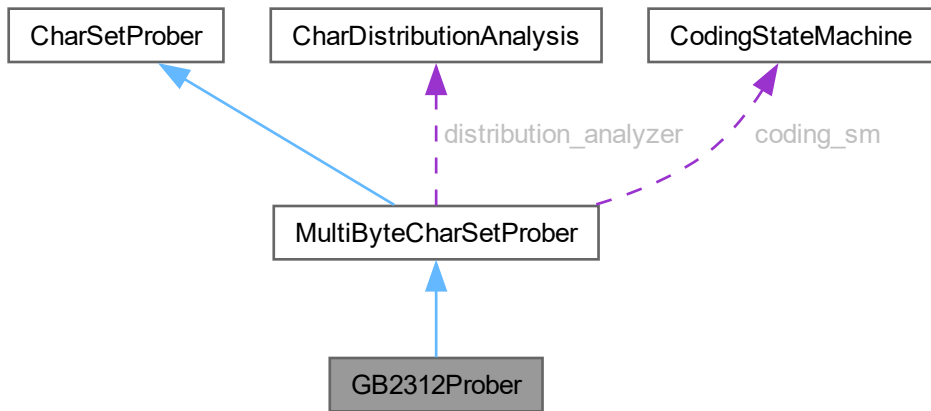 CharSetProber
CharDistributionAnalysis
CodingStateMachine
distribution_analyzer
coding_sm
MultiByteCharSetProber
GB2312Prober